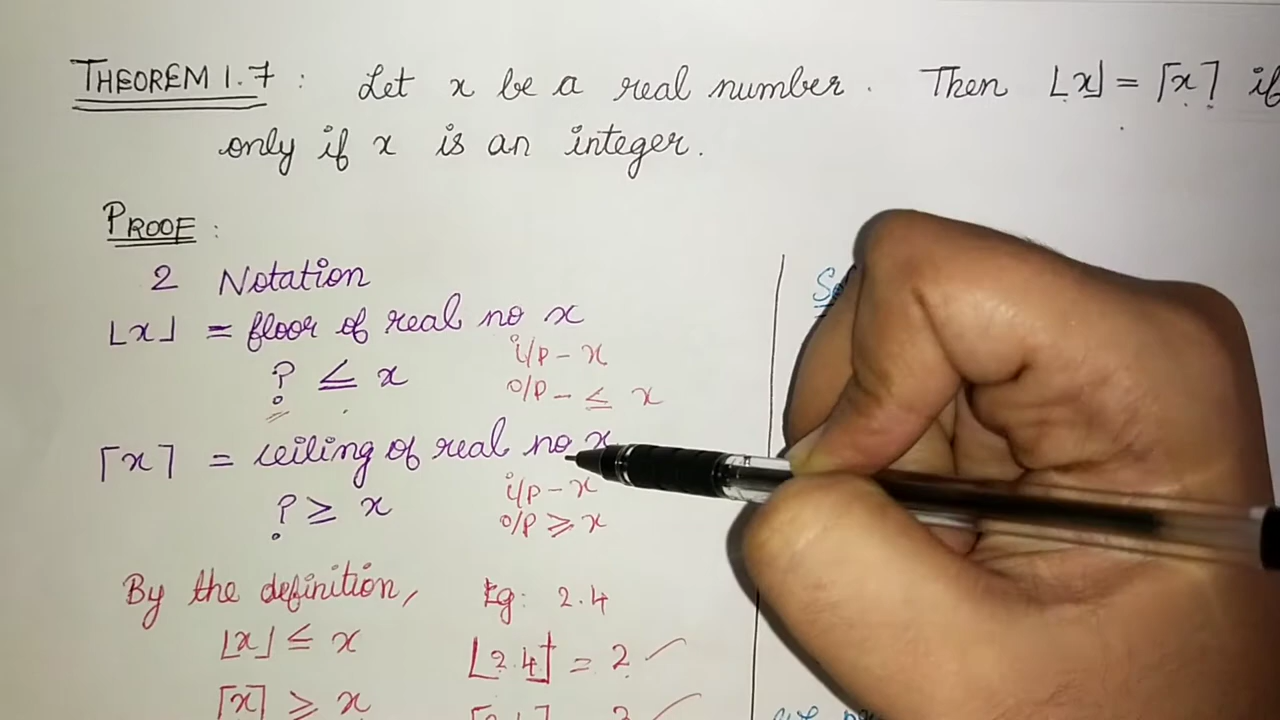 THEOREM 1.7 : Let x be a real number. Then ⌊x⌋ = ⌈x⌉ if
only if x is an integer.
PROOF :
2 Notation
⌊x⌋ = floor of real no x
? ≤ x
i/p - x
o/p - ≤ x
⌈x⌉ = ceiling of real no x
? ≥ x
i/p - x
o/p ≥ x
By the definition,
⌊x⌋ ≤ x
⌈x⌉ ≥ x
Eg: 2.4
⌊2.4⌋ = 2 ✓